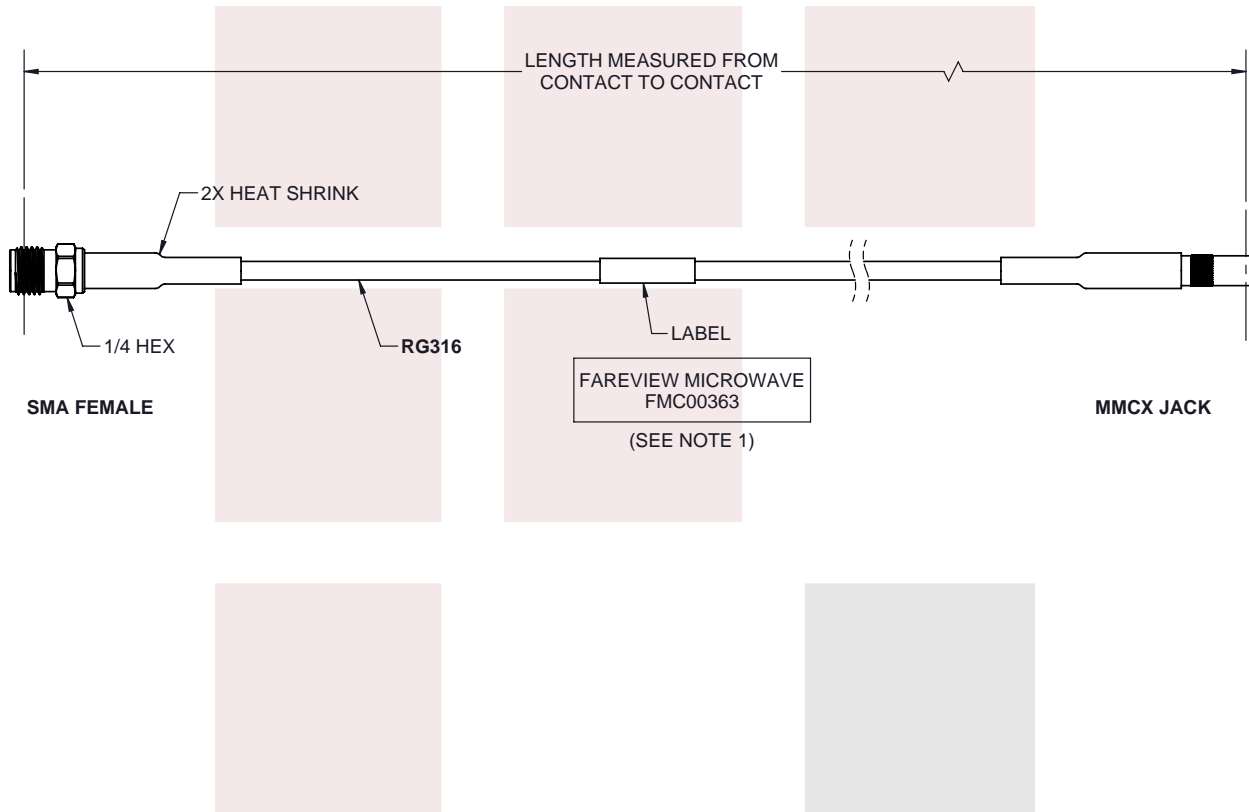 LENGTH MEASURED FROM
CONTACT TO CONTACT
2X HEAT SHRINK
1/4 HEX
RG316
LABEL
FAREVIEW MICROWAVE
FMC00363
(SEE NOTE 1)
SMA FEMALE
MMCX JACK